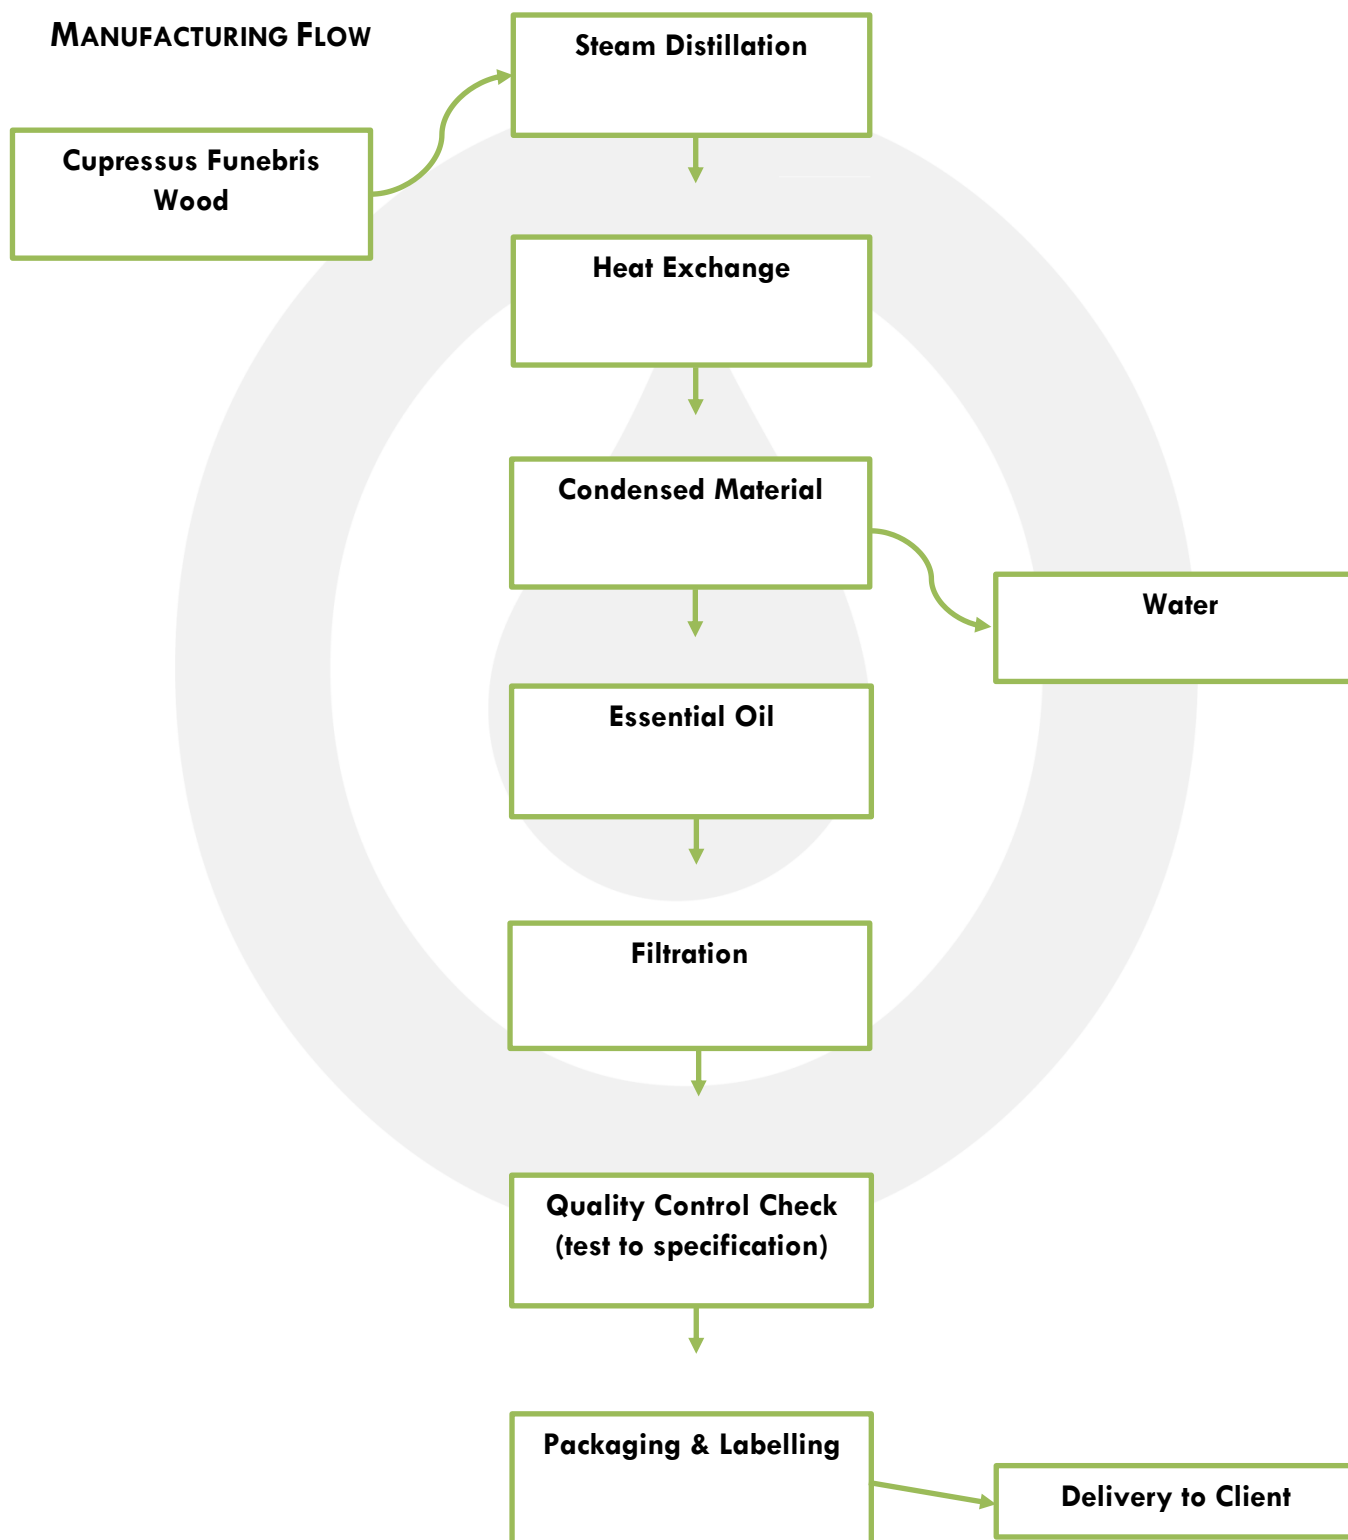 MANUFACTURING FLOW
Steam Distillation
Cupressus Funebris
Wood
Heat Exchange
Condensed Material
Water
Essential Oil
Filtration
Quality Control Check
(test to specification)
Packaging & Labelling
Delivery to Client